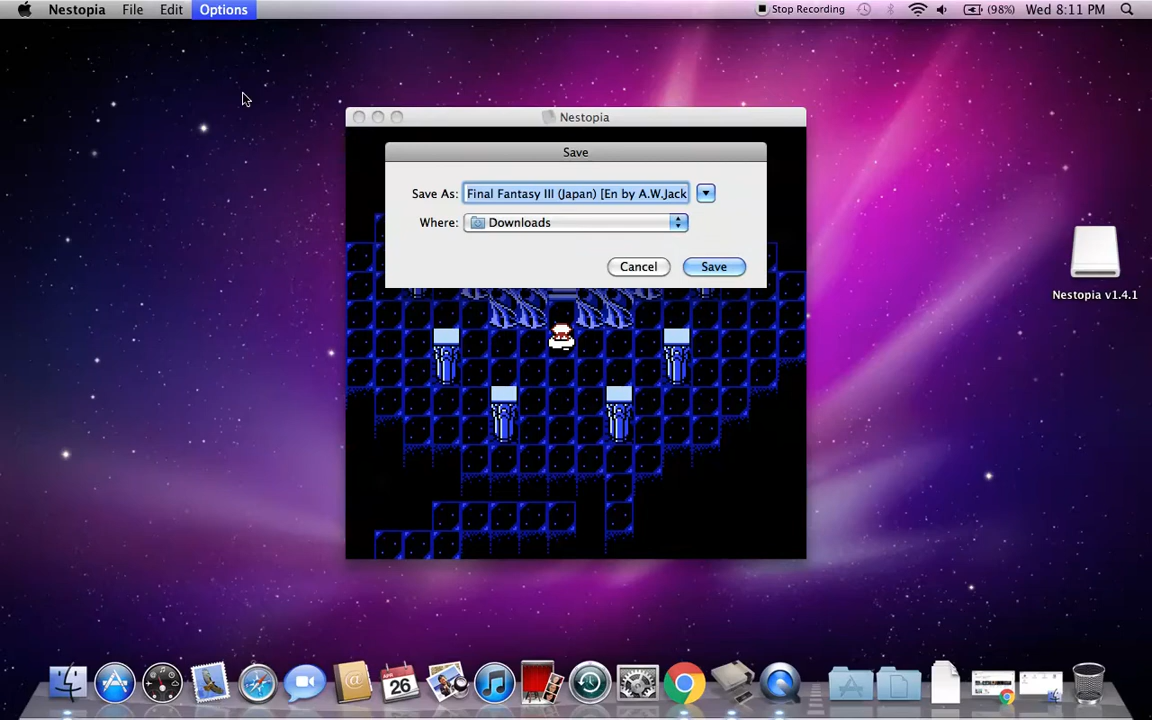 Nestopia File Edit Options Stop Recording (98%) Wed 8:11 PM
Nestopia
Save
Save As: Final Fantasy III (Japan) [En by A.W.Jack
Where: Downloads
Cancel Save
Nestopia v1.4.1
APR
26